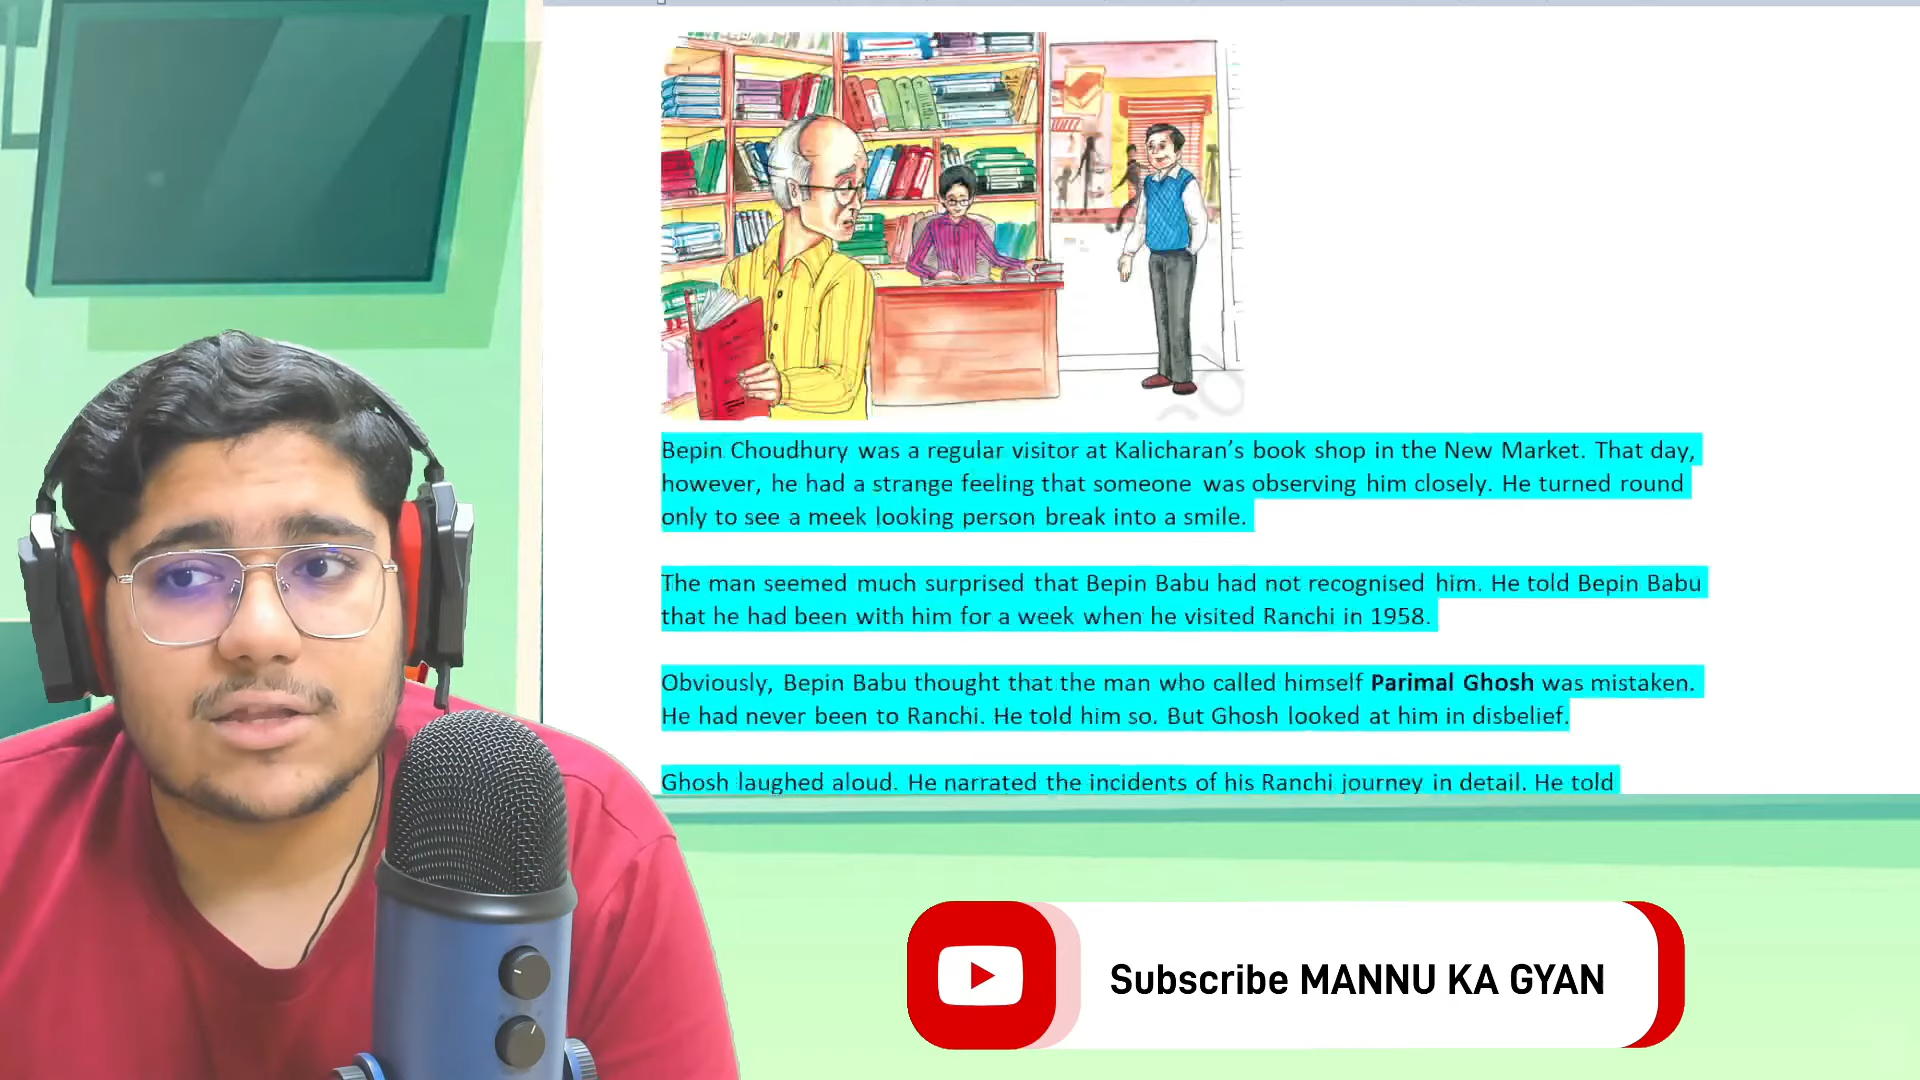 Bepin Choudhury was a regular visitor at Kalicharan’s book shop in the New Market. That day,
however, he had a strange feeling that someone was observing him closely. He turned round
only to see a meek looking person break into a smile.
The man seemed much surprised that Bepin Babu had not recognised him. He told Bepin Babu
that he had been with him for a week when he visited Ranchi in 1958.
Obviously, Bepin Babu thought that the man who called himself Parimal Ghosh was mistaken.
He had never been to Ranchi. He told him so. But Ghosh looked at him in disbelief.
Ghosh laughed aloud. He narrated the incidents of his Ranchi journey in detail. He told
Subscribe MANNU KA GYAN